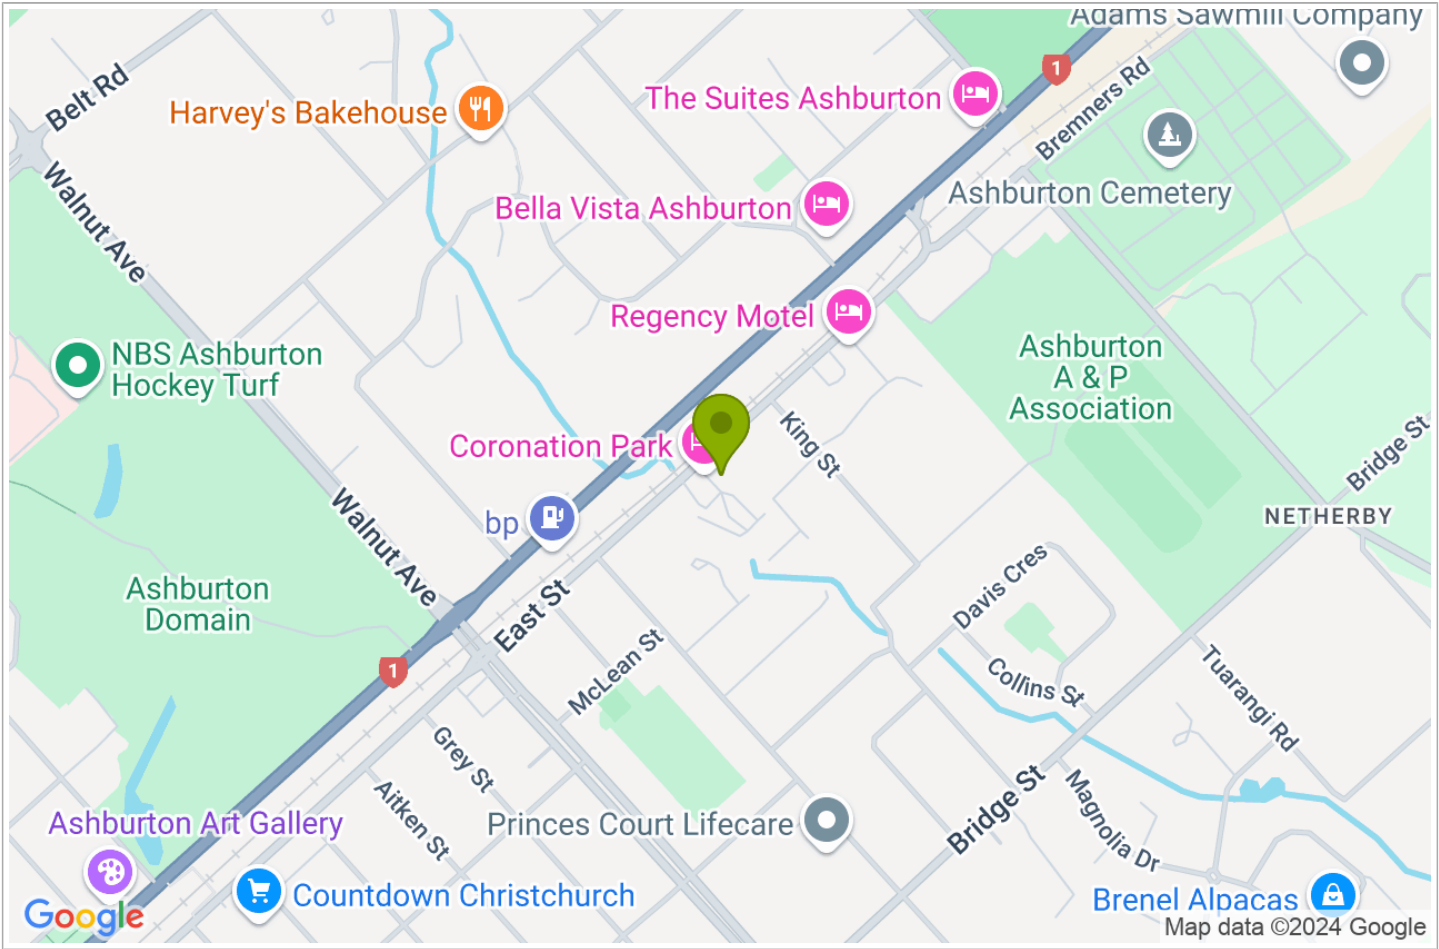 Adams Sawmill Company
1
Belt Rd
Harvey's Bakehouse
The Suites Ashburton
Bremners Rd
Ashburton Cemetery
Bella Vista Ashburton
Walnut Ave
Regency Motel
NBS Ashburton
Hockey Turf
Ashburton
A & P
Association
Coronation Park
King St
Bridge St
NETHERBY
bp
Walnut Ave
Ashburton
Domain
East St
Davis Cres
McLean St
Collins St
1
Tuarangi Rd
Grey St
Aitken St
Ashburton Art Gallery
Princes Court Lifecare
Bridge St
Magnolia Dr
Countdown Christchurch
Brenel Alpacas
Google
Map data ©2024 Google